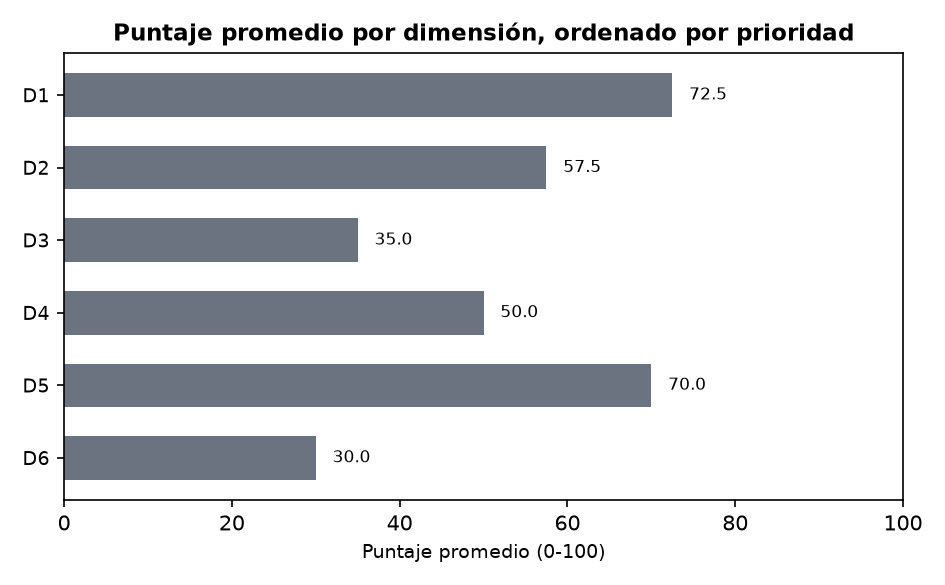 Puntaje promedio por dimensión, ordenado por prioridad
D1 72.5
D2 57.5
D3 35.0
D4 50.0
D5 70.0
D6 30.0
0 20 40 60 80 100
Puntaje promedio (0-100)